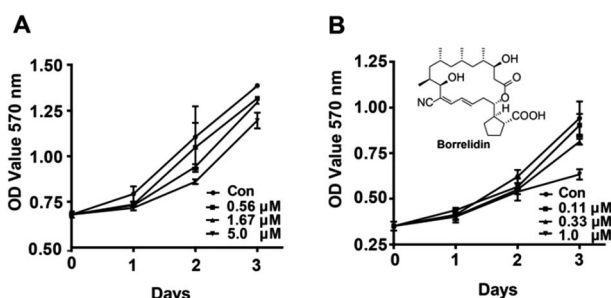 A
OD Value 570 nm
1.50
1.25
1.00
0.75
0.50
0
1
2
3
Days
Con
0.56 μM
1.67 μM
5.0 μM
B
OD Value 570 nm
1.25
1.00
0.75
0.50
0.25
0
1
2
3
Days
OH
OH
O
O
NC
H
COOH
Borrelidin
Con
0.11 μM
0.33 μM
1.0 μM